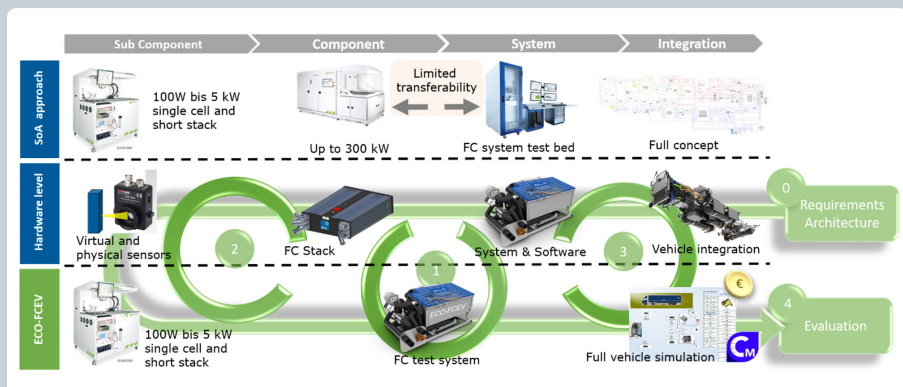 Sub Component
Component
System
Integration
SoA approach
100W bis 5 kW
single cell and
short stack
Up to 300 kW
Limited
transferability
FC system test bed
Full concept
Hardware level
Virtual and
physical sensors
2
FC Stack
1
System & Software
3
Vehicle integration
0
Requirements
Architecture
ECO-FCEV
100W bis 5 kW
single cell and
short stack
ECO-FCEV
FC test system
Full vehicle simulation
€
CM
4
Evaluation